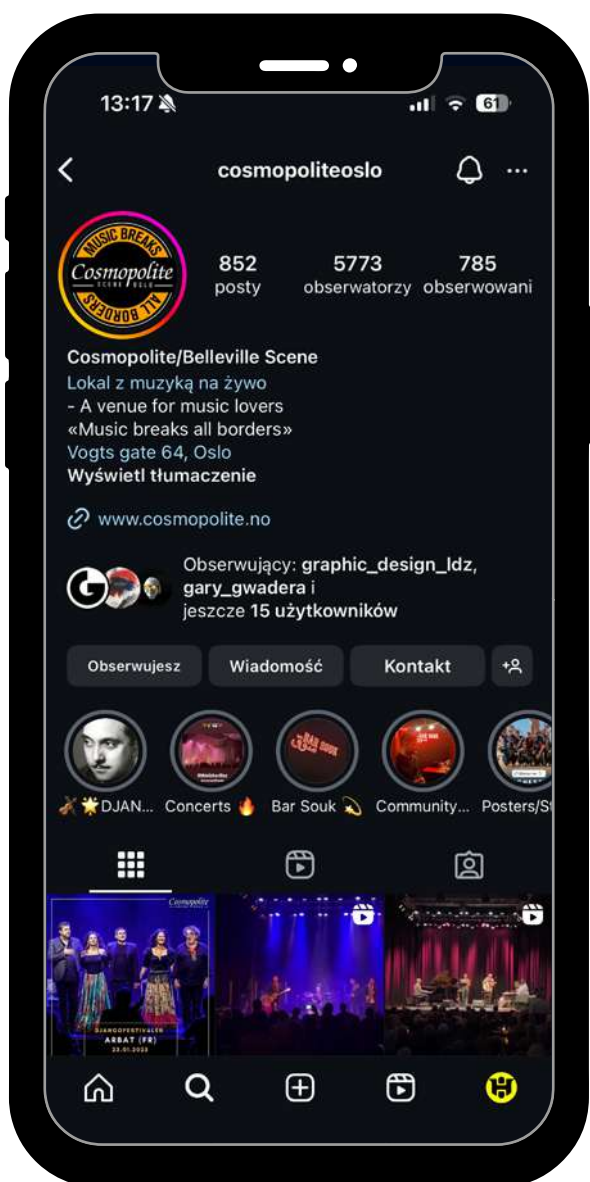 13:17
61
cosmopoliteoslo
MUSIC BREAKS
Cosmopolite
SCENE OSLO
ALL BORDERS
852 5773 785
posty obserwatorzy obserwowani
Cosmopolite/Belleville Scene
Lokal z muzyką na żywo
- A venue for music lovers
«Music breaks all borders»
Vogts gate 64, Oslo
Wyświetl tłumaczenie
www.cosmopolite.no
Obserwujący: graphic_design_ldz,
gary_gwadera i
jeszcze 15 użytkowników
Obserwujesz Wiadomość Kontakt
BAR SOUK
DJAN... Concerts Bar Souk Community... Posters/St
Cosmopolite
DJANGOFESTIVALEN
ARBAT (FR)